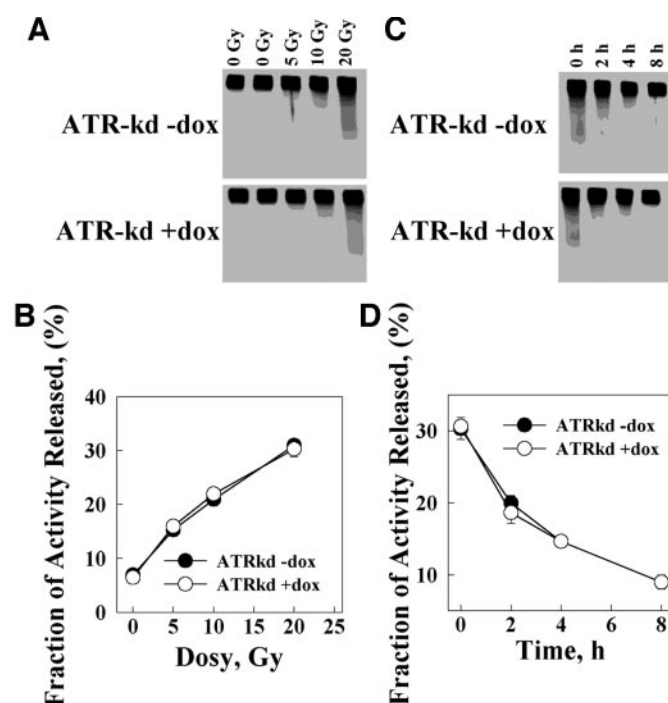 A
0 Gy 0 Gy 5 Gy 10 Gy 20 Gy
ATR-kd -dox
ATR-kd +dox
C
0 h 2 h 4 h 8 h
ATR-kd -dox
ATR-kd +dox
B
Fraction of Activity Released, (%)
40
30
20
10
0
ATRkd -dox
ATRkd +dox
0 5 10 15 20 25
Dosy, Gy
D
Fraction of Activity Released, (%)
30
20
10
ATRkd -dox
ATRkd +dox
0 2 4 6 8
Time, h